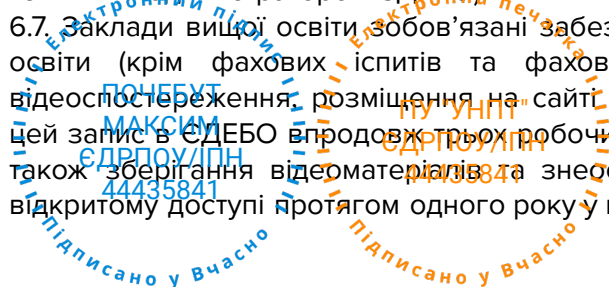 6.7. Заклади вищої освіти зобов’язані забез
освіти (крім фахових іспитів та фахов
відеоспостереження, розміщення на сайті
цей запис в ЄДЕБО впродовж трьох робочи
також зберігання відеоматеріалів та знео
відкритому доступі протягом одного року у
Електронний підпис
ПОЧЕБУТ
МАКСИМ
ЄДРПОУ/ІПН
44435841
Підписано у Вчасно
Електронна печатка
ПУ "УНПТ"
ЄДРПОУ/ІПН
44435841
Підписано у Вчасно